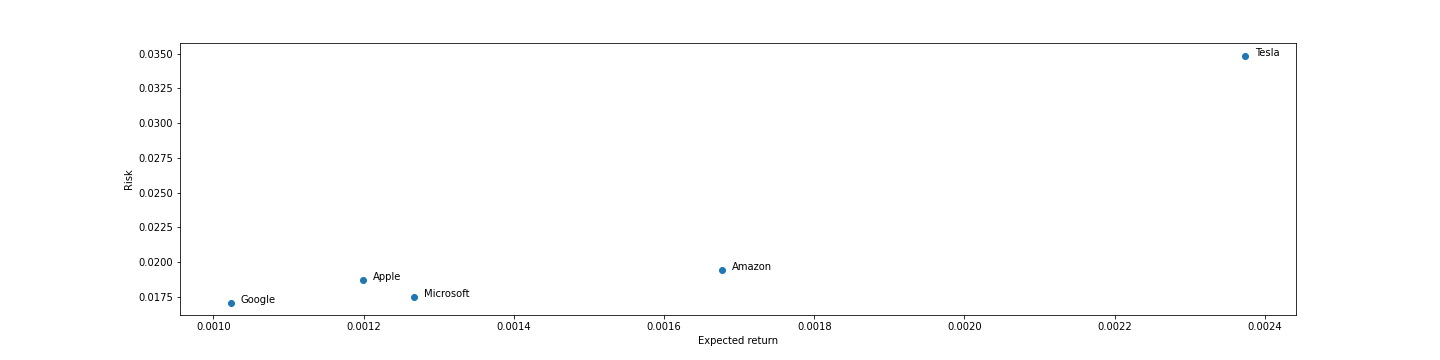 0.0350
Tesla
0.0325
0.0300
0.0275
0.0250
0.0225
0.0200
0.0175
Risk
Amazon
Apple
Microsoft
Google
0.0010
0.0012
0.0014
0.0016
0.0018
0.0020
0.0022
0.0024
Expected return